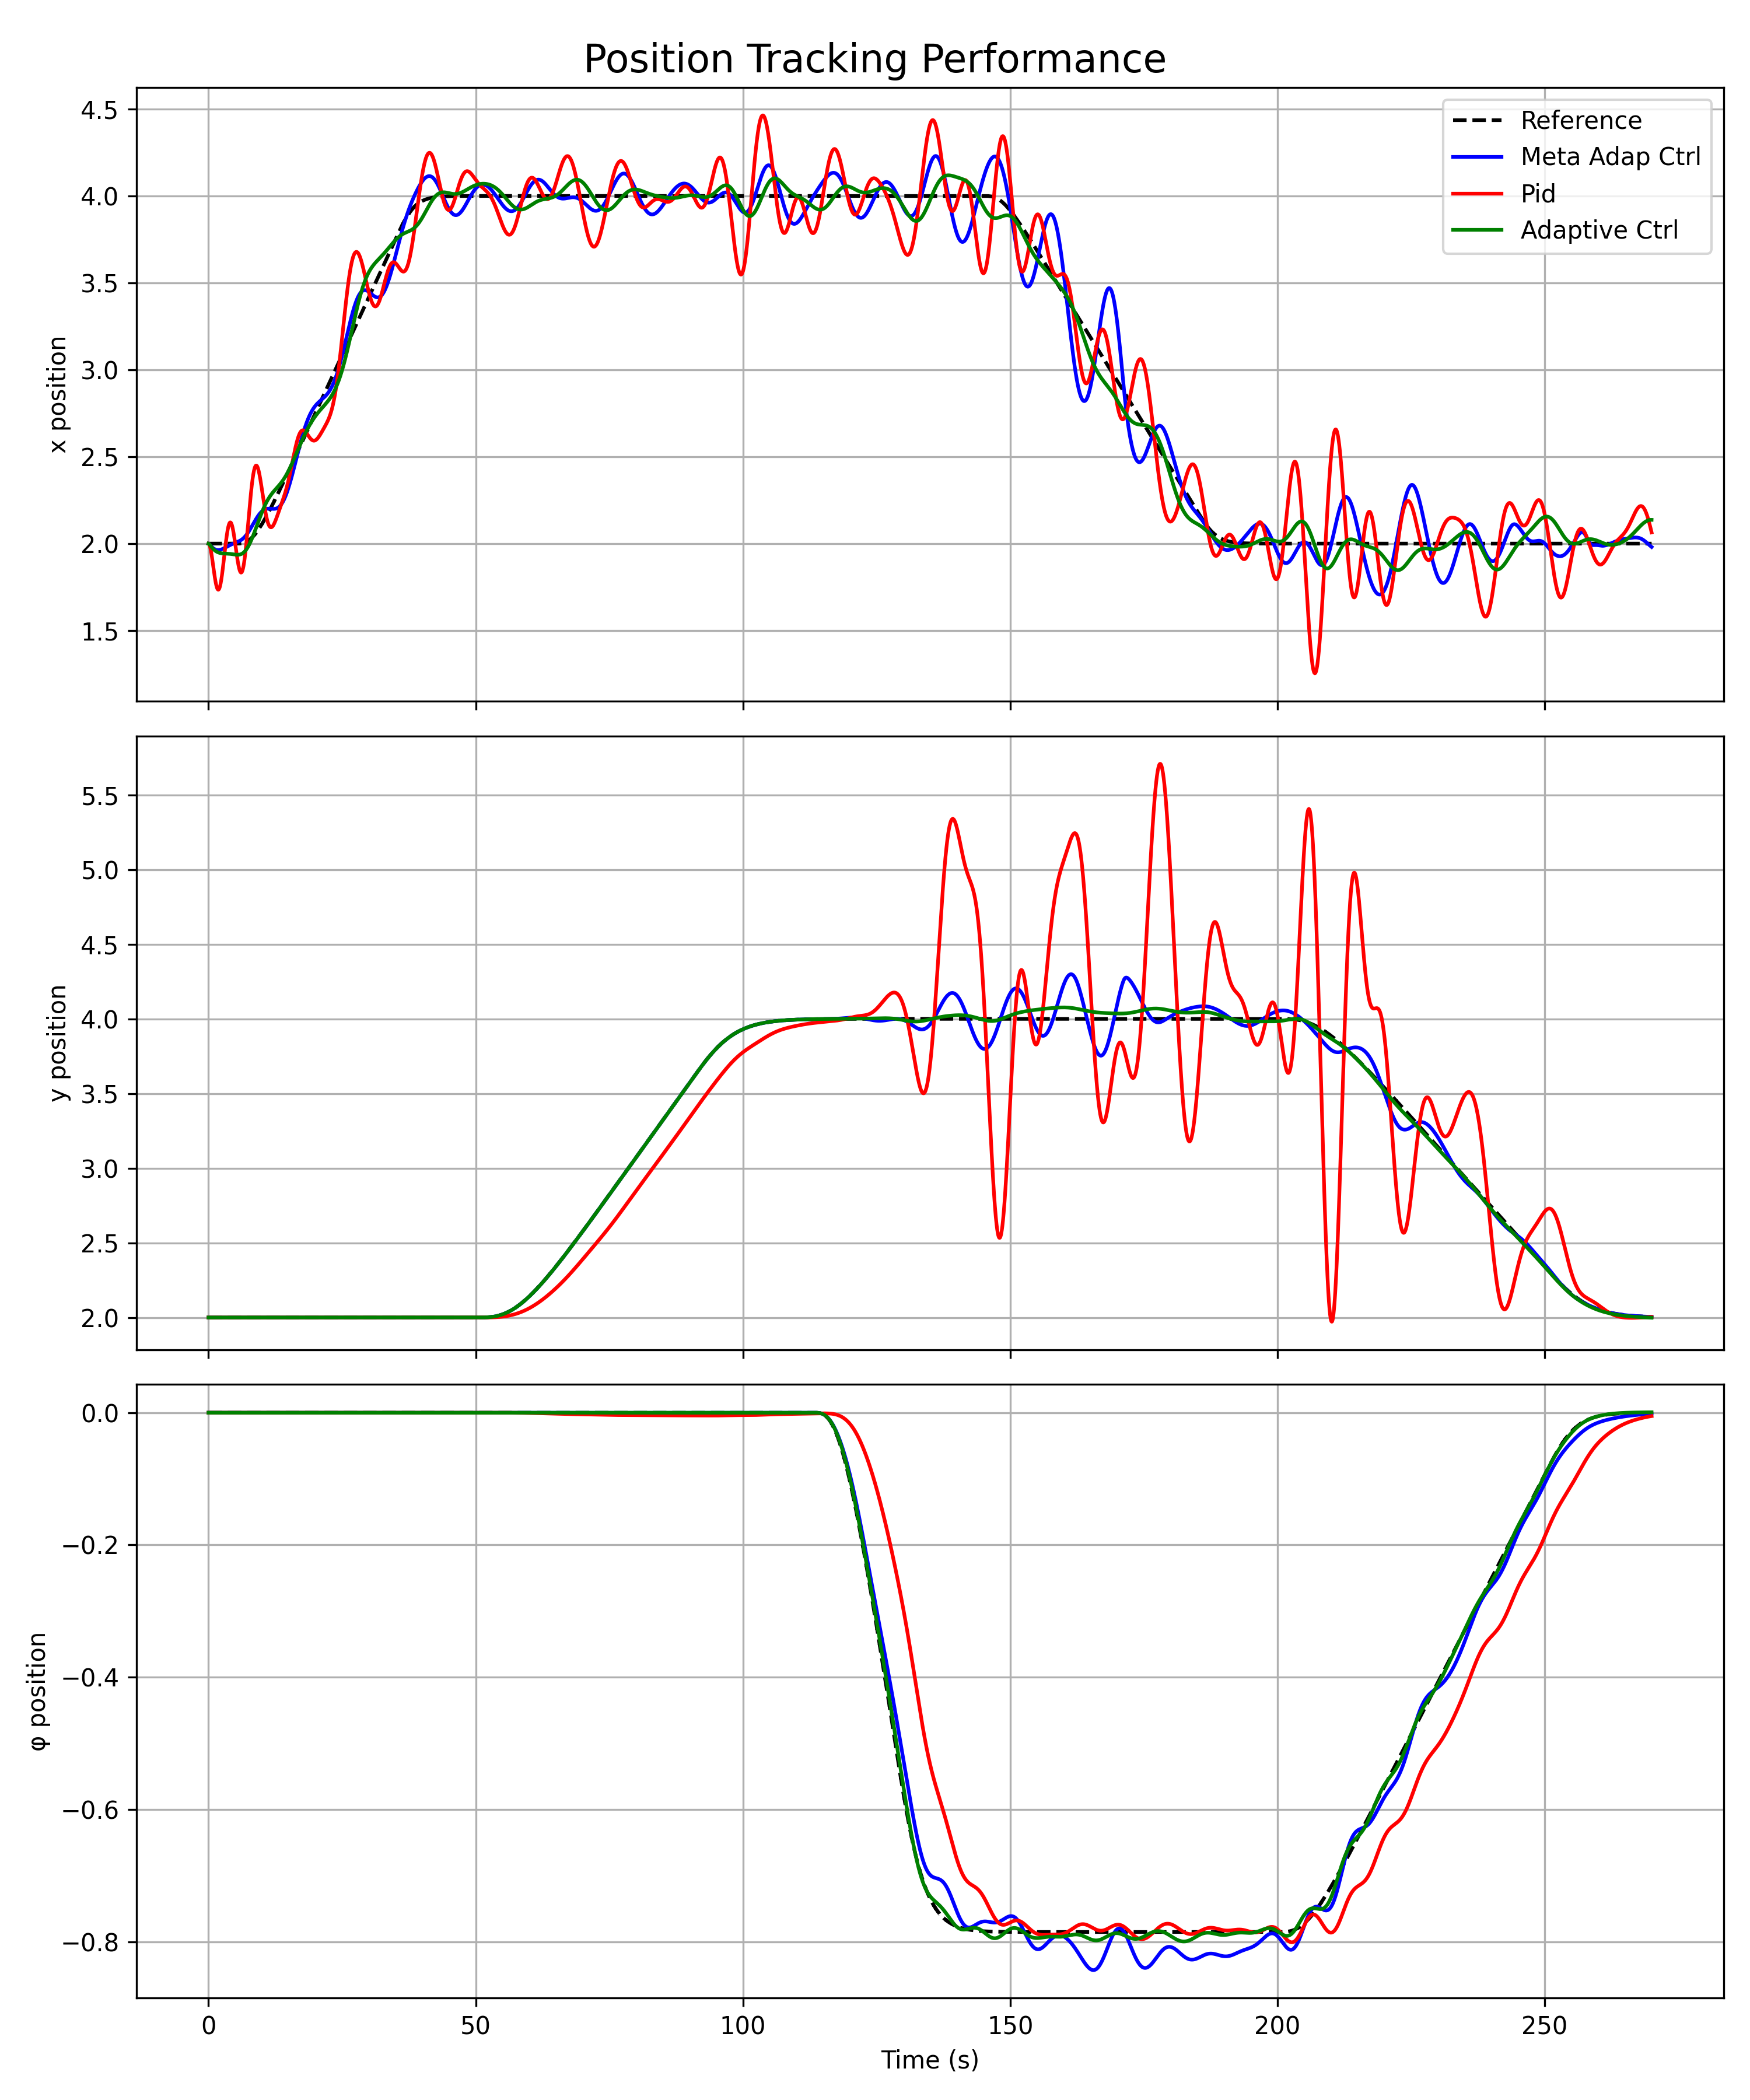 Position Tracking Performance
4.5
4.0
3.5
3.0
2.5
2.0
1.5
x position
Reference
Meta Adap Ctrl
Pid
Adaptive Ctrl
5.5
5.0
4.5
4.0
3.5
3.0
2.5
2.0
y position
0.0
−0.2
−0.4
−0.6
−0.8
φ position
0 50 100 150 200 250
Time (s)